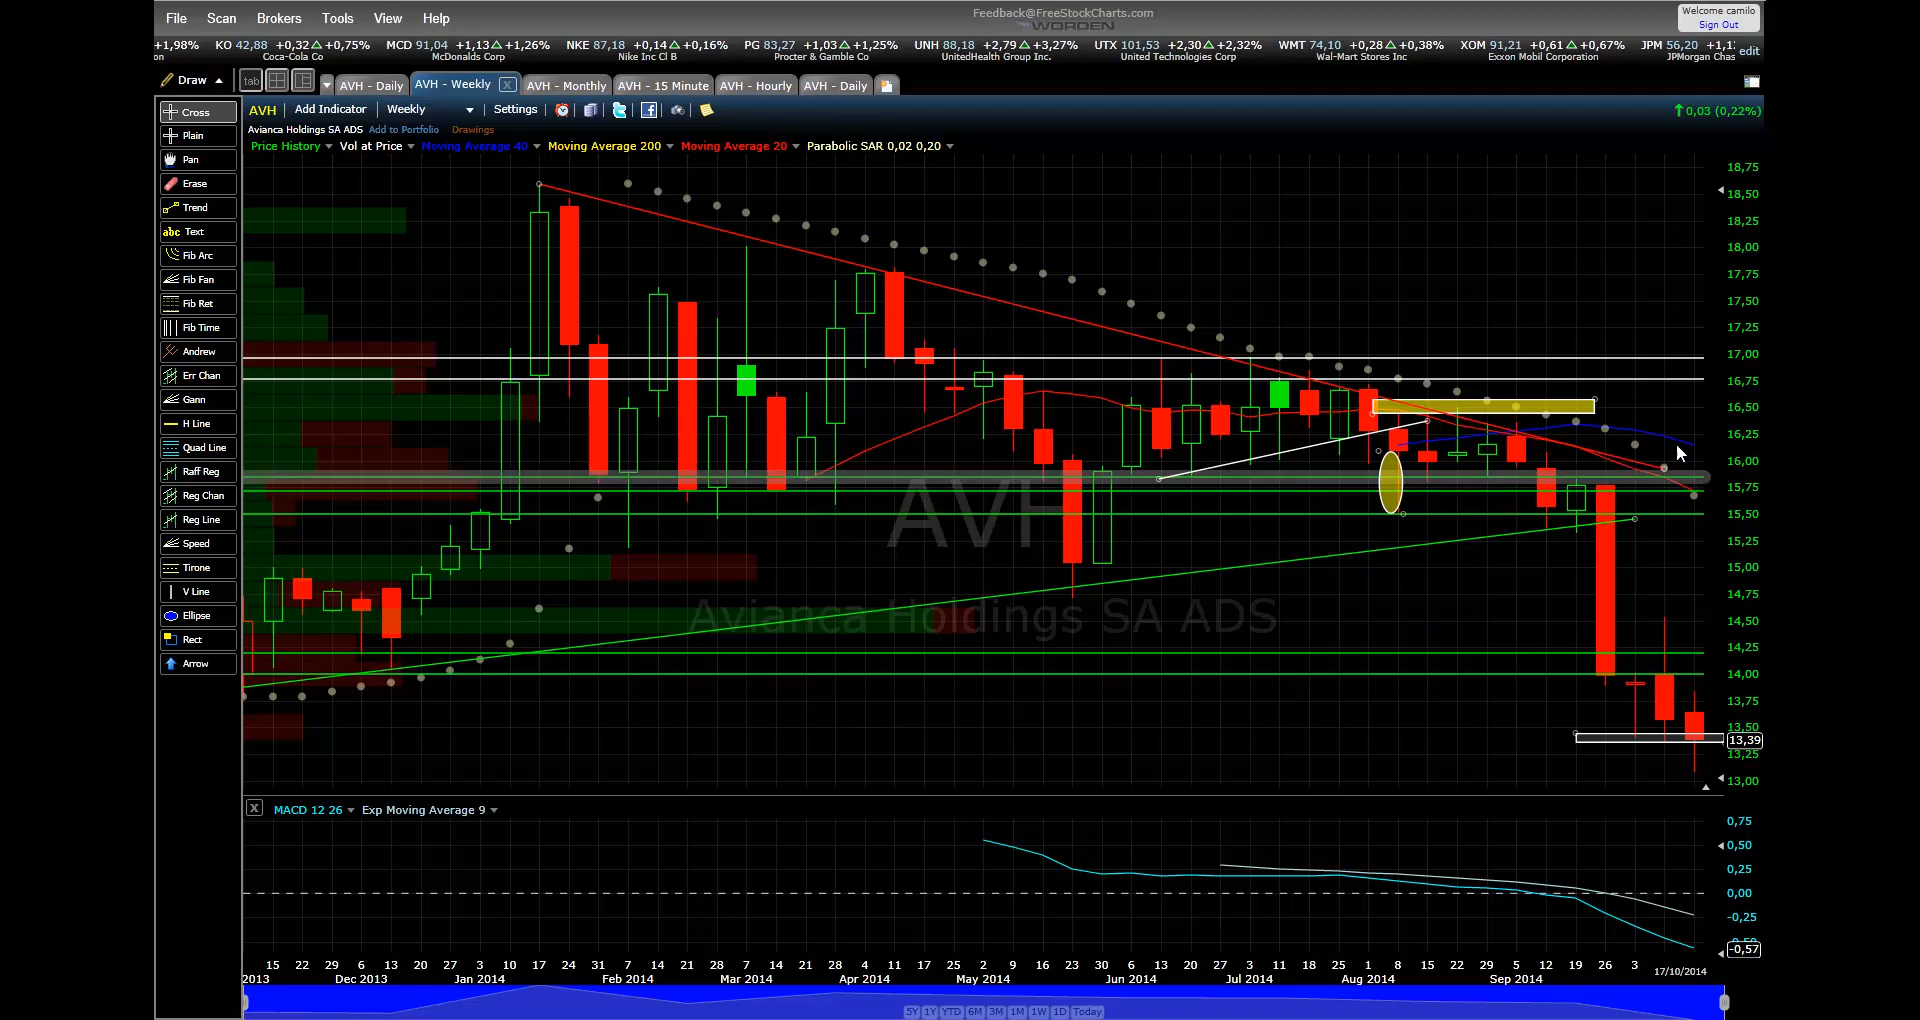 File Scan Brokers Tools View Help
Feedback@FreeStockCharts.com
WORDEN
Welcome camilo
Sign Out
+1,98% KO 42,88 +0,32 +0,75% MCD 91,04 +1,13 +1,26% NKE 87,18 +0,14 +0,16% PG 83,27 +1,03 +1,25% UNH 88,18 +2,79 +3,27% UTX 101,53 +2,30 +2,32% WMT 74,10 +0,28 +0,38% XOM 91,21 +0,61 +0,67% JPM 56,20 +1,1 edit
on Coca-Cola Co McDonalds Corp Nike Inc Cl B Procter & Gamble Co UnitedHealth Group Inc. United Technologies Corp Wal-Mart Stores Inc Exxon Mobil Corporation JPMorgan Chas
Draw tab AVH - Daily AVH - Weekly X AVH - Monthly AVH - 15 Minute AVH - Hourly AVH - Daily
AVH Add Indicator Weekly Settings 0,03 (0,22%)
Avianca Holdings SA ADS Add to Portfolio Drawings
Price History Vol at Price Moving Average 40 Moving Average 200 Moving Average 20 Parabolic SAR 0,02 0,20
Cross
Plain
Pan
Erase
Trend
abc Text
Fib Arc
Fib Fan
Fib Ret
Fib Time
Andrew
Err Chan
Gann
H Line
Quad Line
Raff Reg
Reg Chan
Reg Line
Speed
Tirone
V Line
Ellipse
Rect
Arrow
AVH
Avianca Holdings SA ADS
18,75
18,50
18,25
18,00
17,75
17,50
17,25
17,00
16,75
16,50
16,25
16,00
15,75
15,50
15,25
15,00
14,75
14,50
14,25
14,00
13,75
13,50
13,39
13,25
13,00
X MACD 12 26 Exp Moving Average 9
0,75
0,50
0,25
0,00
-0,25
-0,50
-0,57
15 22 29 6 13 20 27 3 10 17 24 31 7 14 21 28 7 14 21 28 4 11 17 25 2 9 16 23 30 6 13 20 27 3 11 18 25 1 8 15 22 29 5 12 19 26 3 17/10/2014
2013 Dec 2013 Jan 2014 Feb 2014 Mar 2014 Apr 2014 May 2014 Jun 2014 Jul 2014 Aug 2014 Sep 2014
5Y 1Y YTD 6M 3M 1M 1W 1D Today